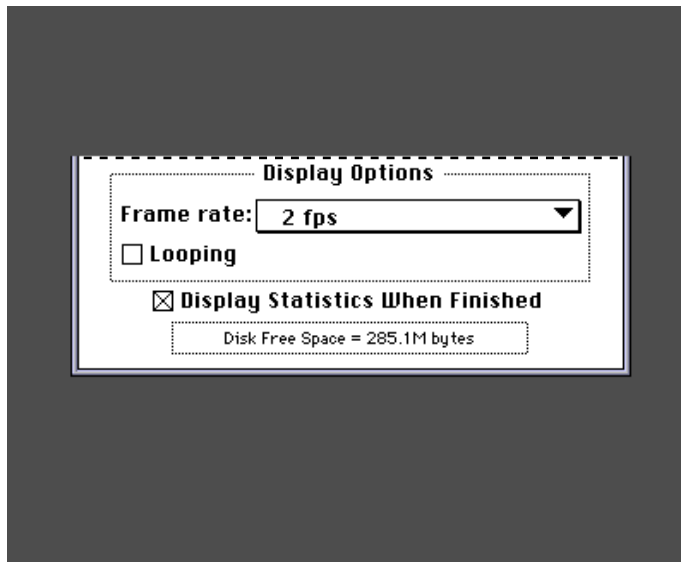 Display Options
Frame rate: 2 fps
Looping
Display Statistics When Finished
Disk Free Space = 285.1M bytes